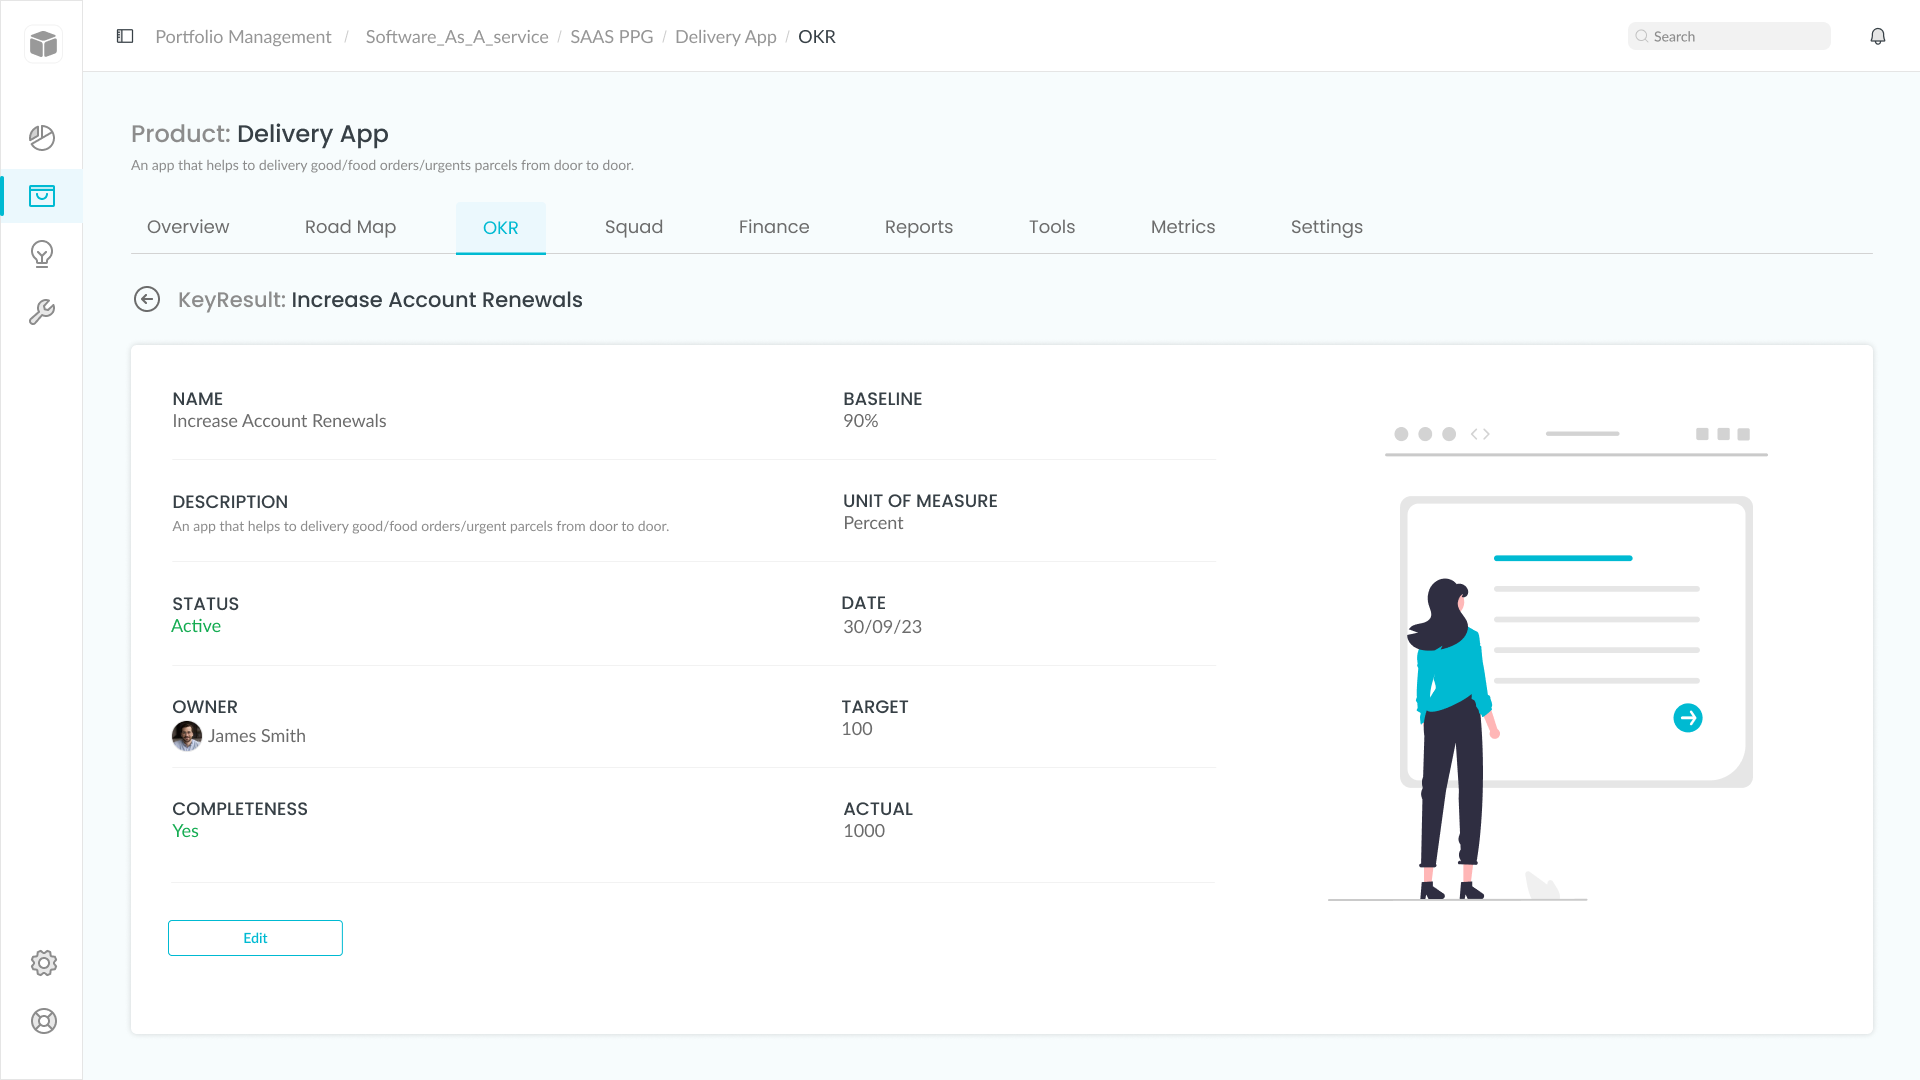 Portfolio Management / Software_As_A_service / SAAS PPG / Delivery App / OKR
Search
Product: Delivery App
An app that helps to delivery good/food orders/urgents parcels from door to door.
Overview Road Map OKR Squad Finance Reports Tools Metrics Settings
KeyResult: Increase Account Renewals
NAME
Increase Account Renewals
BASELINE
90%
DESCRIPTION
An app that helps to delivery good/food orders/urgent parcels from door to door.
UNIT OF MEASURE
Percent
STATUS
Active
DATE
30/09/23
OWNER
James Smith
TARGET
100
COMPLETENESS
Yes
ACTUAL
1000
Edit